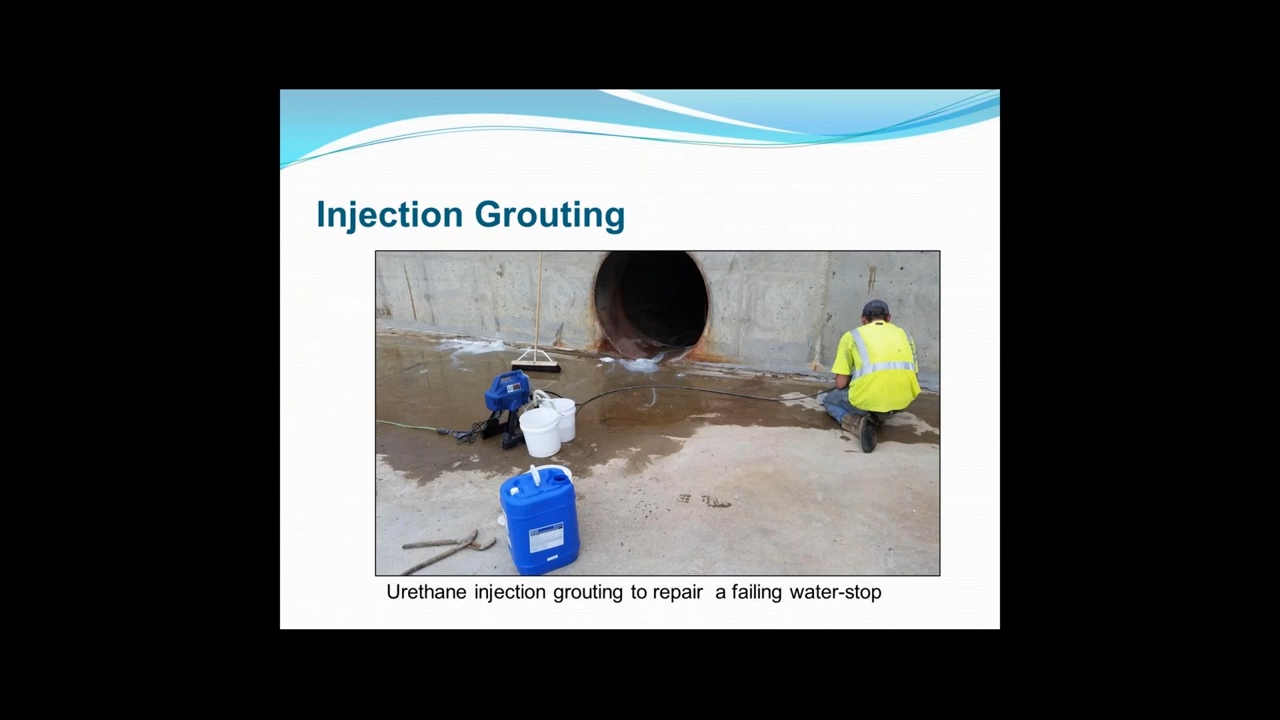 Injection Grouting
Urethane injection grouting to repair a failing water-stop